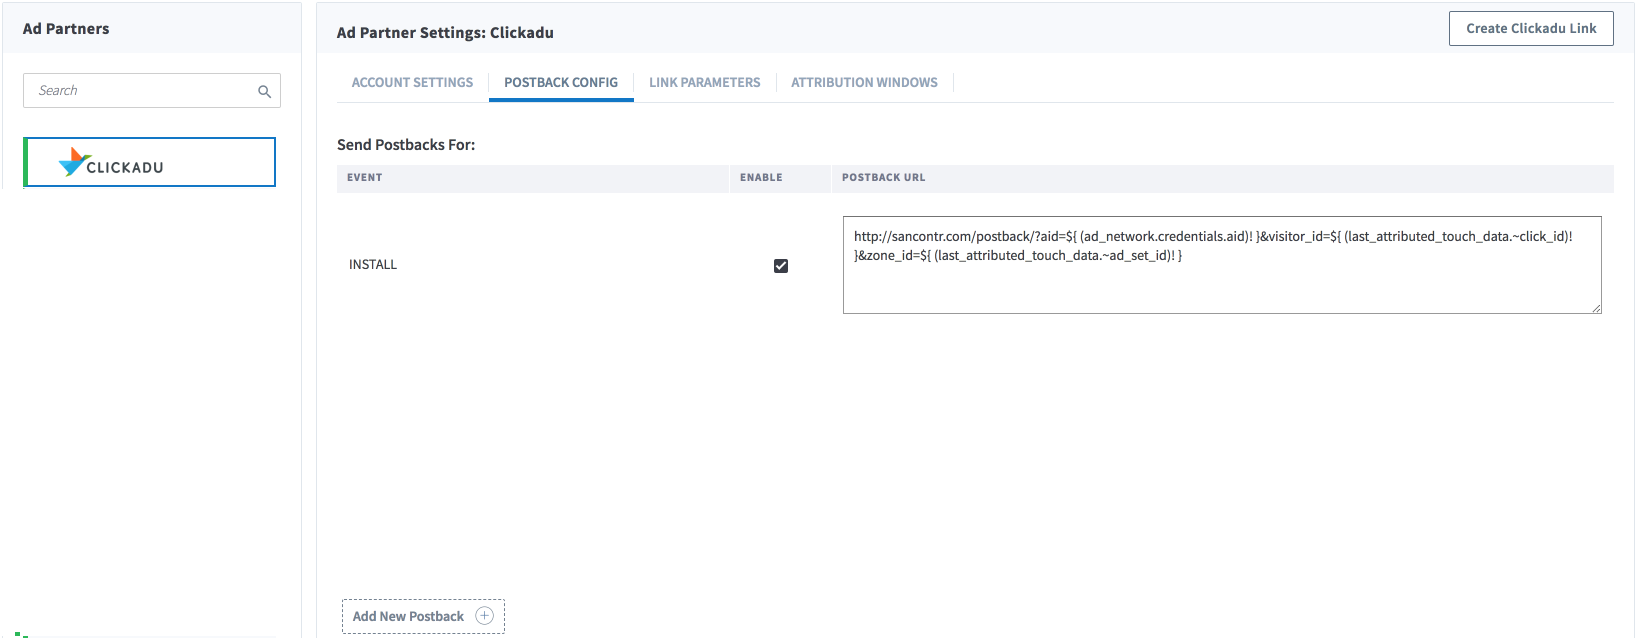 Ad Partners
Search
CLICKADU
Ad Partner Settings: Clickadu
Create Clickadu Link
ACCOUNT SETTINGS
POSTBACK CONFIG
LINK PARAMETERS
ATTRIBUTION WINDOWS
Send Postbacks For:
EVENT
ENABLE
POSTBACK URL
INSTALL
http://sancontr.com/postback/?aid=${ (ad_network.credentials.aid)! }&visitor_id=${ (last_attributed_touch_data.~click_id)!
}&zone_id=${ (last_attributed_touch_data.~ad_set_id)! }
Add New Postback